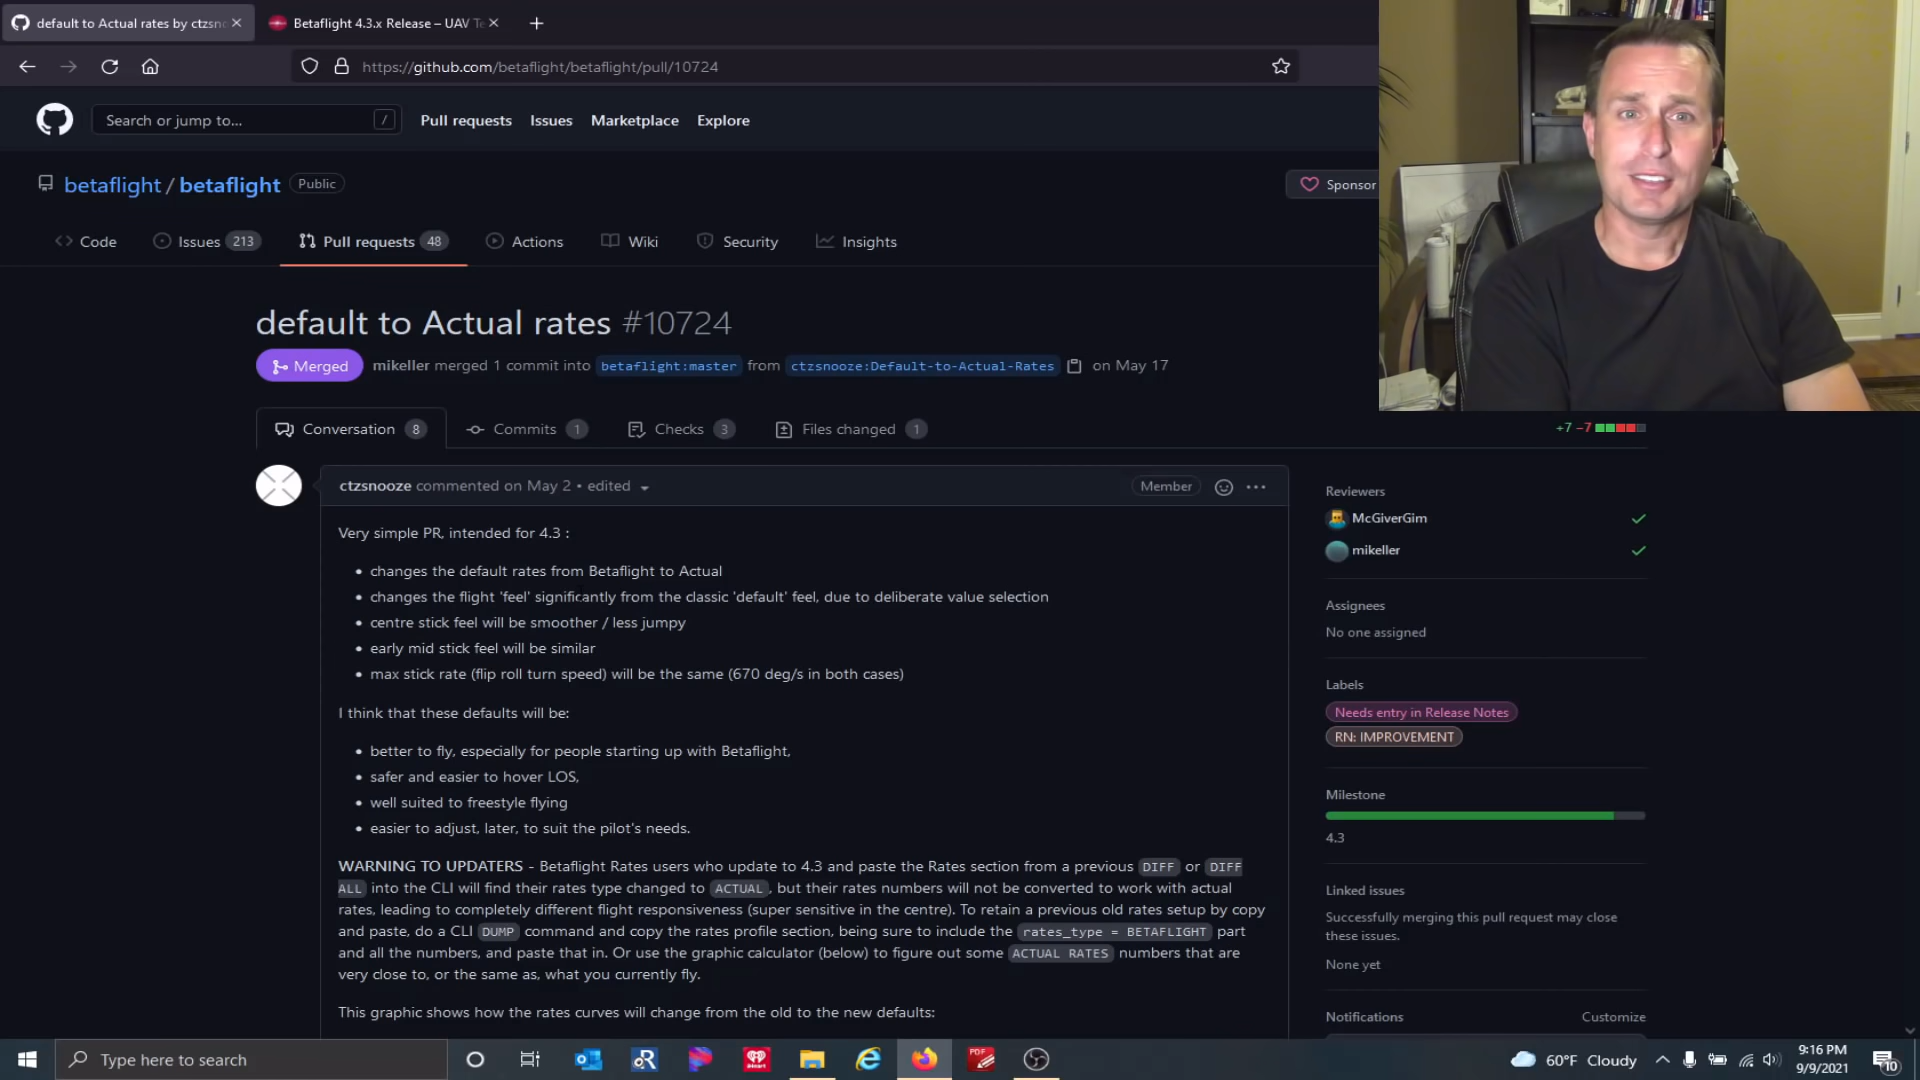 default to Actual rates by ctzsno
Betaflight 4.3.x Release – UAV Te
https://github.com/betaflight/betaflight/pull/10724
Search or jump to...
/
Pull requests
Issues
Marketplace
Explore
betaflight / betaflight
Public
Sponsor
Code
Issues 213
Pull requests 48
Actions
Wiki
Security
Insights
default to Actual rates #10724
Merged
mikeller merged 1 commit into betaflight:master from ctzsnooze:Default-to-Actual-Rates on May 17
Conversation 8
Commits 1
Checks 3
Files changed 1
+7 −7
ctzsnooze commented on May 2 • edited
Member
Very simple PR, intended for 4.3 :
• changes the default rates from Betaflight to Actual
• changes the flight 'feel' significantly from the classic 'default' feel, due to deliberate value selection
• centre stick feel will be smoother / less jumpy
• early mid stick feel will be similar
• max stick rate (flip roll turn speed) will be the same (670 deg/s in both cases)
I think that these defaults will be:
• better to fly, especially for people starting up with Betaflight,
• safer and easier to hover LOS,
• well suited to freestyle flying
• easier to adjust, later, to suit the pilot's needs.
WARNING TO UPDATERS - Betaflight Rates users who update to 4.3 and paste the Rates section from a previous DIFF or DIFF
ALL into the CLI will find their rates type changed to ACTUAL, but their rates numbers will not be converted to work with actual
rates, leading to completely different flight responsiveness (super sensitive in the centre). To retain a previous old rates setup by copy
and paste, do a CLI DUMP command and copy the rates profile section, being sure to include the rates_type = BETAFLIGHT part
and all the numbers, and paste that in. Or use the graphic calculator (below) to figure out some ACTUAL RATES numbers that are
very close to, or the same as, what you currently fly.
This graphic shows how the rates curves will change from the old to the new defaults:
Reviewers
McGiverGim
mikeller
Assignees
No one assigned
Labels
Needs entry in Release Notes
RN: IMPROVEMENT
Milestone
4.3
Linked issues
Successfully merging this pull request may close
these issues.
None yet
Notifications
Customize
Type here to search
60°F Cloudy
9:16 PM
9/9/2021
10